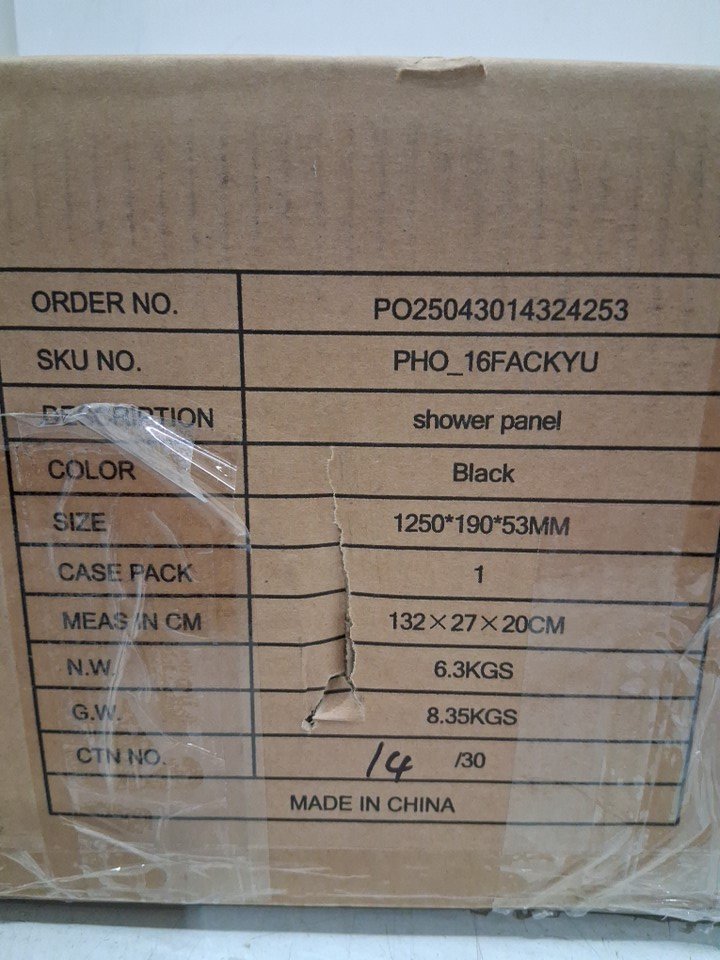 ORDER NO. PO25043014324253
SKU NO. PHO_16FACKYU
DESCRIPTION shower panel
COLOR Black
SIZE 1250*190*53MM
CASE PACK 1
MEAS IN CM 132×27×20CM
N.W. 6.3KGS
G.W. 8.35KGS
CTN NO. 14 /30
MADE IN CHINA